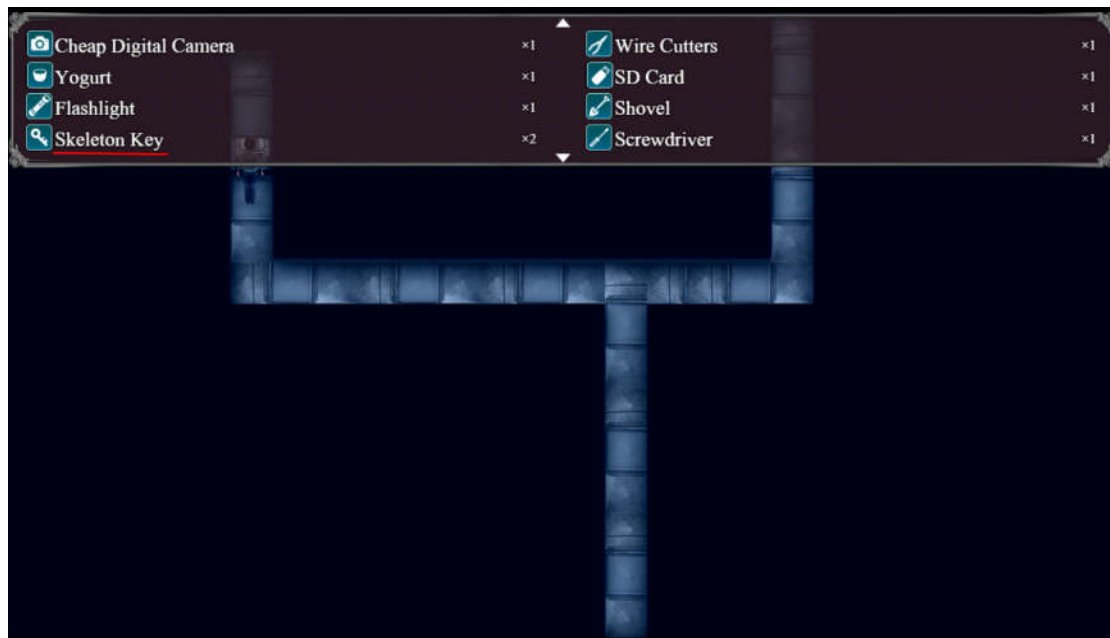 Cheap Digital Camera ×1 Wire Cutters ×1
Yogurt ×1 SD Card ×1
Flashlight ×1 Shovel ×1
Skeleton Key ×2 Screwdriver ×1